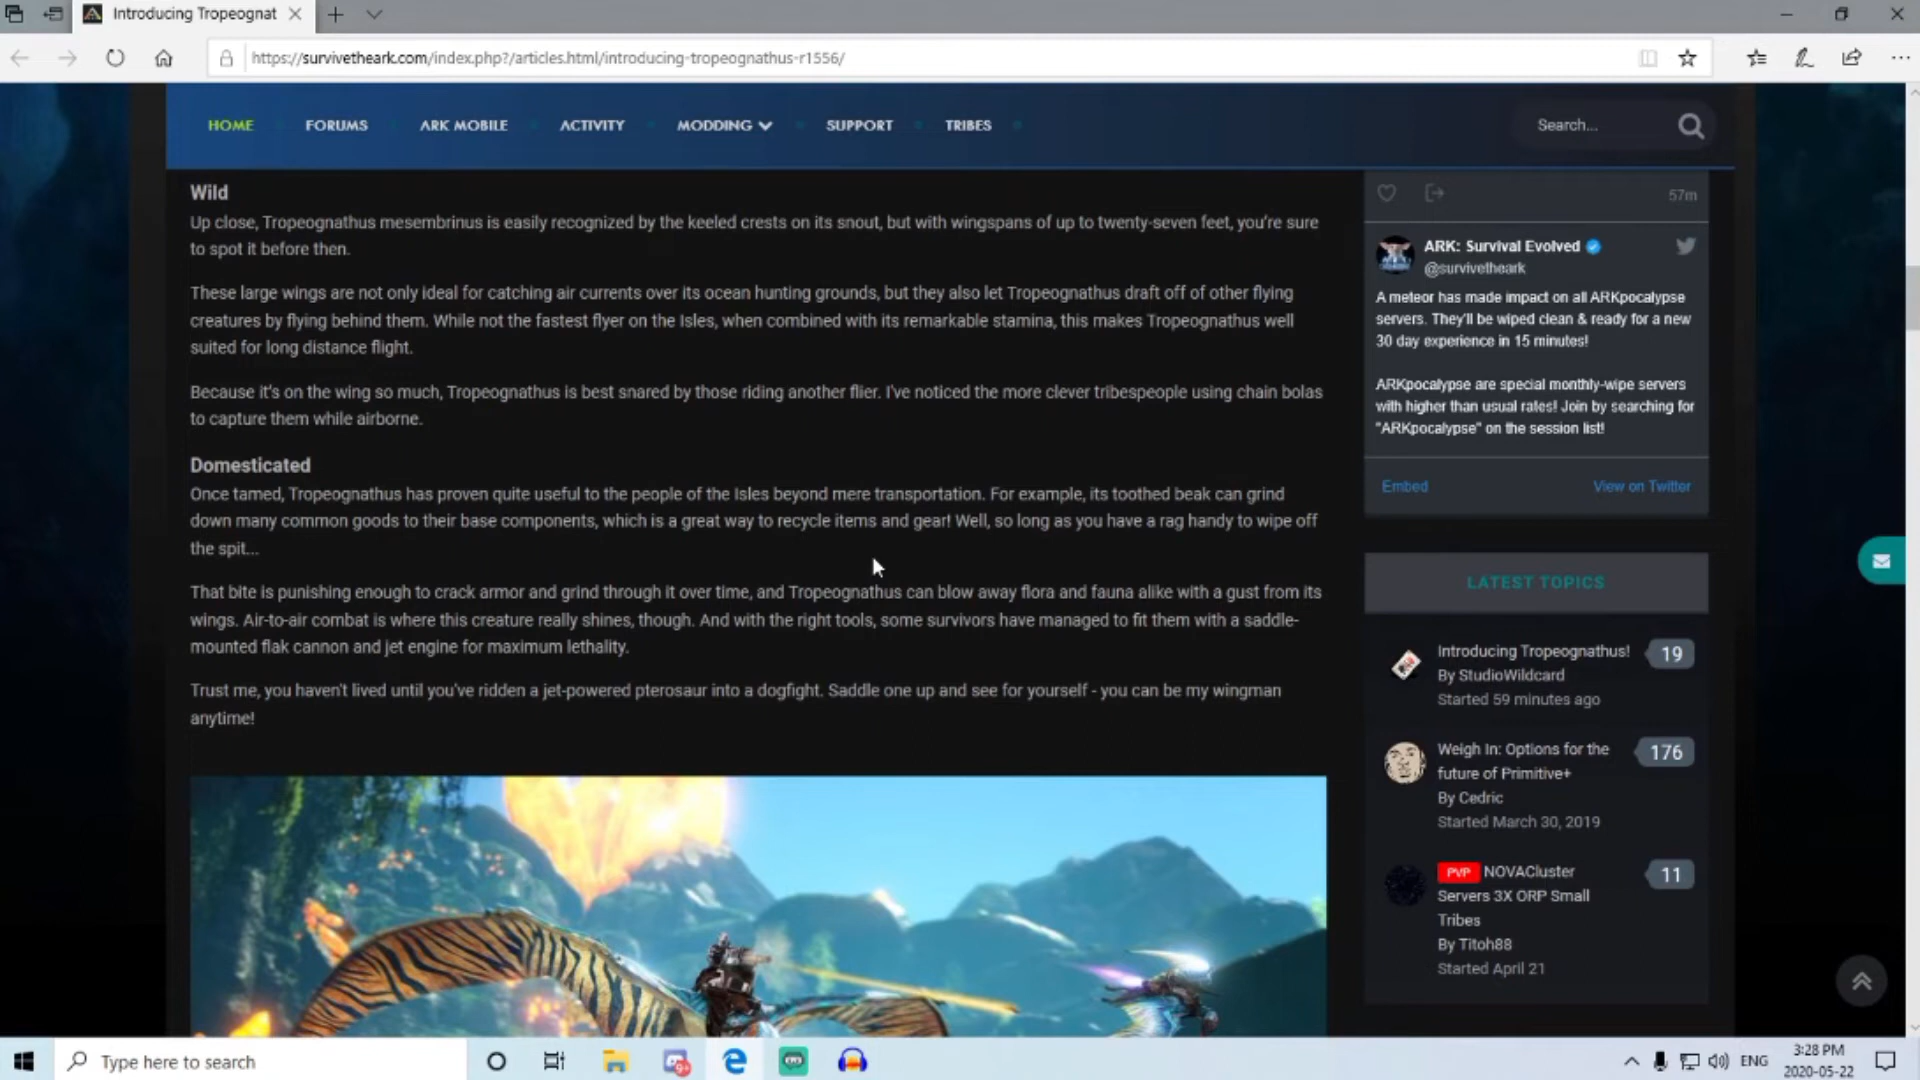 Introducing Tropeognat
https://survivetheark.com/index.php?/articles.html/introducing-tropeognathus-r1556/
HOME FORUMS ARK MOBILE ACTIVITY MODDING SUPPORT TRIBES Search...
Wild
Up close, Tropeognathus mesembrinus is easily recognized by the keeled crests on its snout, but with wingspans of up to twenty-seven feet, you're sure
to spot it before then.
These large wings are not only ideal for catching air currents over its ocean hunting grounds, but they also let Tropeognathus draft off of other flying
creatures by flying behind them. While not the fastest flyer on the Isles, when combined with its remarkable stamina, this makes Tropeognathus well
suited for long distance flight.
Because it's on the wing so much, Tropeognathus is best snared by those riding another flier. I've noticed the more clever tribespeople using chain bolas
to capture them while airborne.
Domesticated
Once tamed, Tropeognathus has proven quite useful to the people of the Isles beyond mere transportation. For example, its toothed beak can grind
down many common goods to their base components, which is a great way to recycle items and gear! Well, so long as you have a rag handy to wipe off
the spit...
That bite is punishing enough to crack armor and grind through it over time, and Tropeognathus can blow away flora and fauna alike with a gust from its
wings. Air-to-air combat is where this creature really shines, though. And with the right tools, some survivors have managed to fit them with a saddle-
mounted flak cannon and jet engine for maximum lethality.
Trust me, you haven't lived until you've ridden a jet-powered pterosaur into a dogfight. Saddle one up and see for yourself - you can be my wingman
anytime!
57m
ARK: Survival Evolved
@survivetheark
A meteor has made impact on all ARKpocalypse
servers. They'll be wiped clean & ready for a new
30 day experience in 15 minutes!
ARKpocalypse are special monthly-wipe servers
with higher than usual rates! Join by searching for
"ARKpocalypse" on the session list!
Embed View on Twitter
LATEST TOPICS
Introducing Tropeognathus! 19
By StudioWildcard
Started 59 minutes ago
Weigh In: Options for the 176
future of Primitive+
By Cedric
Started March 30, 2019
PVP NOVACluster 11
Servers 3X ORP Small
Tribes
By Titoh88
Started April 21
Type here to search
9+
ENG
3:28 PM
2020-05-22